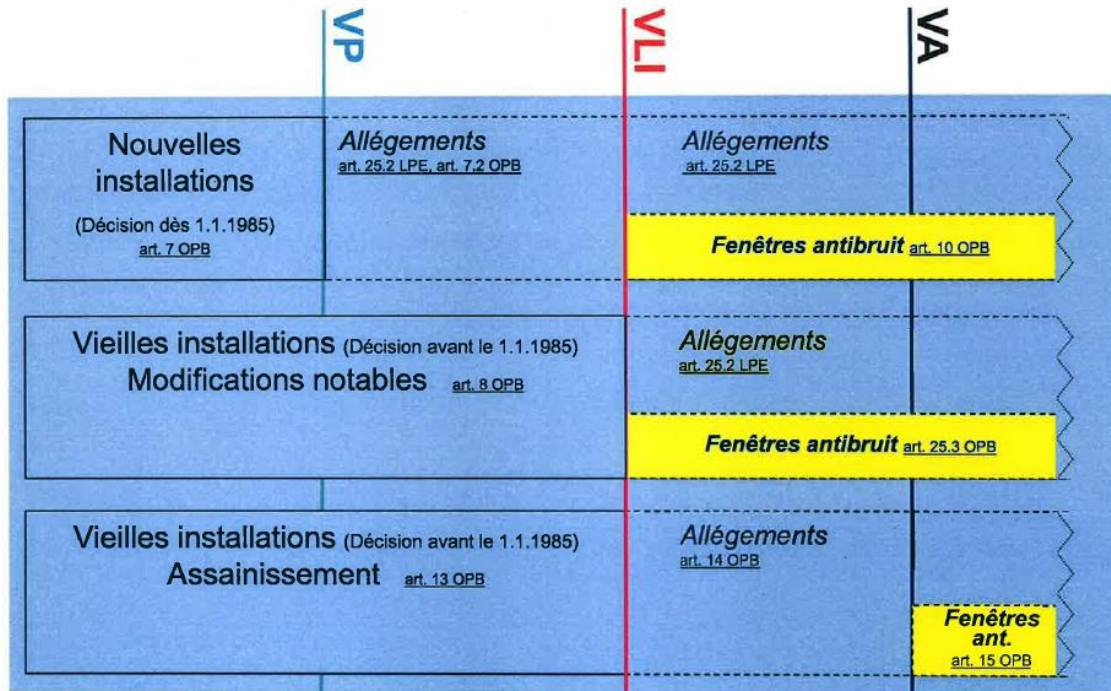 VP
VLI
VA
Nouvelles
installations
(Décision dès 1.1.1985)
art. 7 OPB
Allégements
art. 25.2 LPE, art. 7.2 OPB
Allégements
art. 25.2 LPE
Fenêtres antibruit art. 10 OPB
Vieilles installations (Décision avant le 1.1.1985)
Modifications notables art. 8 OPB
Allégements
art. 25.2 LPE
Fenêtres antibruit art. 25.3 OPB
Vieilles installations (Décision avant le 1.1.1985)
Assainissement art. 13 OPB
Allégements
art. 14 OPB
Fenêtres
ant.
art. 15 OPB